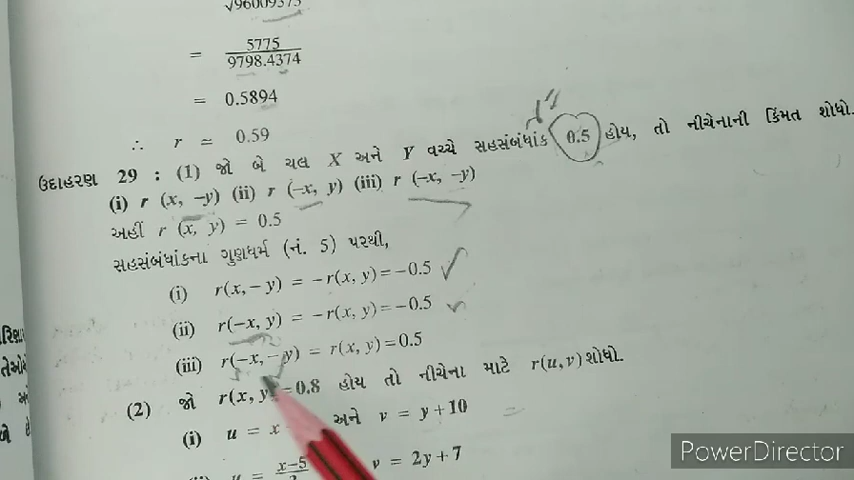 √96009375
= 5775
9798.4374
= 0.5894
∴ r = 0.59
ઉદાહરણ 29 : (1) જો બે ચલ X અને Y વચ્ચે સહસંબંધાંક 0.5 હોય, તો નીચેનાની કિંમત શોધો.
(i) r (x, –y) (ii) r (–x, y) (iii) r (–x, –y)
અહીં r (x, y) = 0.5
સહસંબંધાંકના ગુણધર્મ (નં. 5) પરથી,
(i) r(x,– y) = –r(x, y)=–0.5
(ii) r(–x, y) = –r(x, y)=–0.5
(iii) r(–x,–y) = r(x, y)=0.5
(2) જો r(x, y 0.8 હોય તો નીચેના માટે r(u,v) શોધો.
(i) u = x અને v = y+10
u = x–5 v = 2y+7
PowerDirector